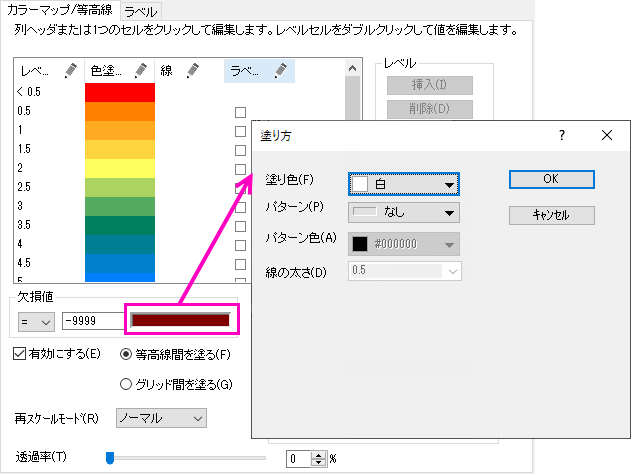 カラーマップ/等高線 ラベル
列ヘッダまたは1つのセルをクリックして編集します。 レベルセルをダブルクリックして値を編集します。
レベ... 色塗... 線 ラベ...
< 0.5
0.5
1
1.5
2
2.5
3
3.5
4
4.5
5
レベル
挿入(I)
削除(D)
欠損値
= -9999
有効にする(E) 等高線間を塗る(F)
グリッド間を塗る(G)
再スケールモード(R) ノーマル
透過率(T) 0 %
塗り方 ?
塗り色(F) 白 OK
パターン(P) なし キャンセル
パターン色(A) #000000
線の太さ(D) 0.5